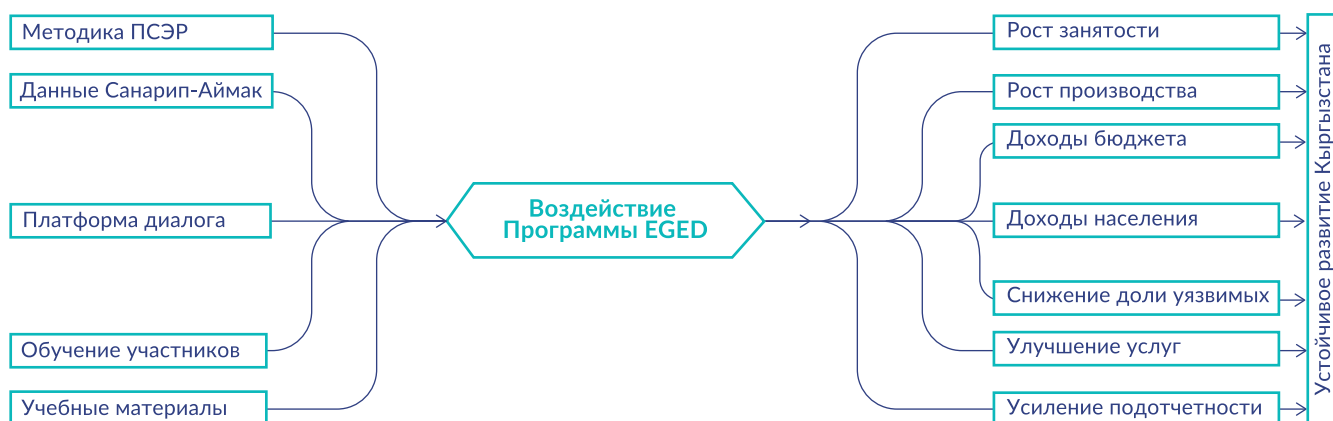 Методика ПСЭР
Данные Санарип-Аймак
Платформа диалога
Обучение участников
Учебные материалы
Воздействие
Программы EGED
Рост занятости
Рост производства
Доходы бюджета
Доходы населения
Снижение доли уязвимых
Улучшение услуг
Усиление подотчетности
Устойчивое развитие Кыргызстана